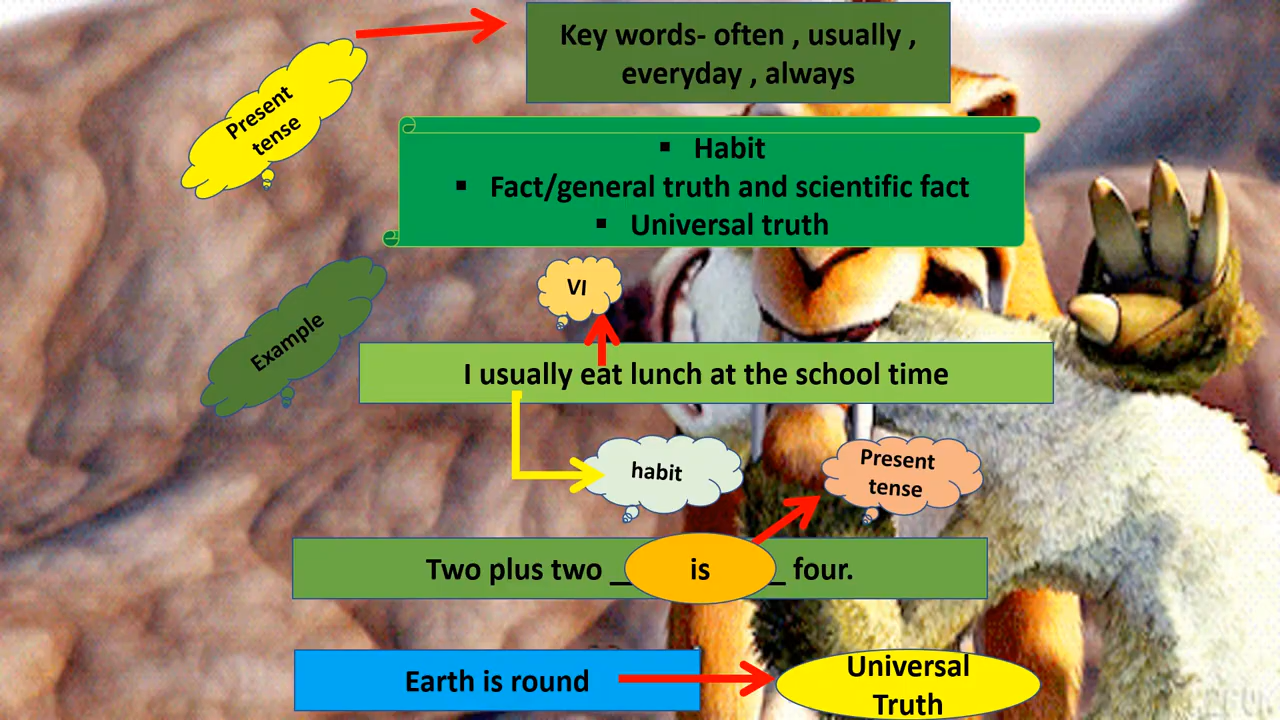 Key words- often , usually ,
everyday , always
Present
tense
▪ Habit
▪ Fact/general truth and scientific fact
▪ Universal truth
VI
Example
I usually eat lunch at the school time
habit
Present
tense
Two plus two _ is _ four.
Earth is round
Universal
Truth